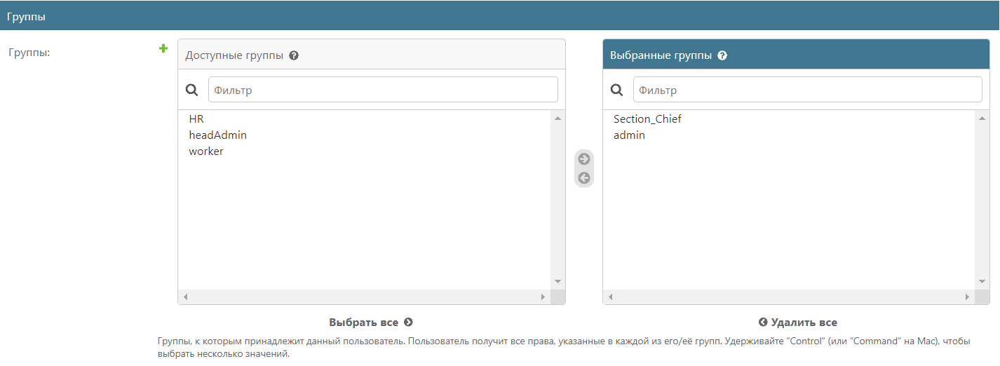 Группы
Группы:
Доступные группы
Фильтр
HR
headAdmin
worker
Выбрать все
Выбранные группы
Фильтр
Section_Chief
admin
Удалить все
Группы, к которым принадлежит данный пользователь. Пользователь получит все права, указанные в каждой из его/её групп. Удерживайте “Control“ (или “Command“ на Mac), чтобы
выбрать несколько значений.